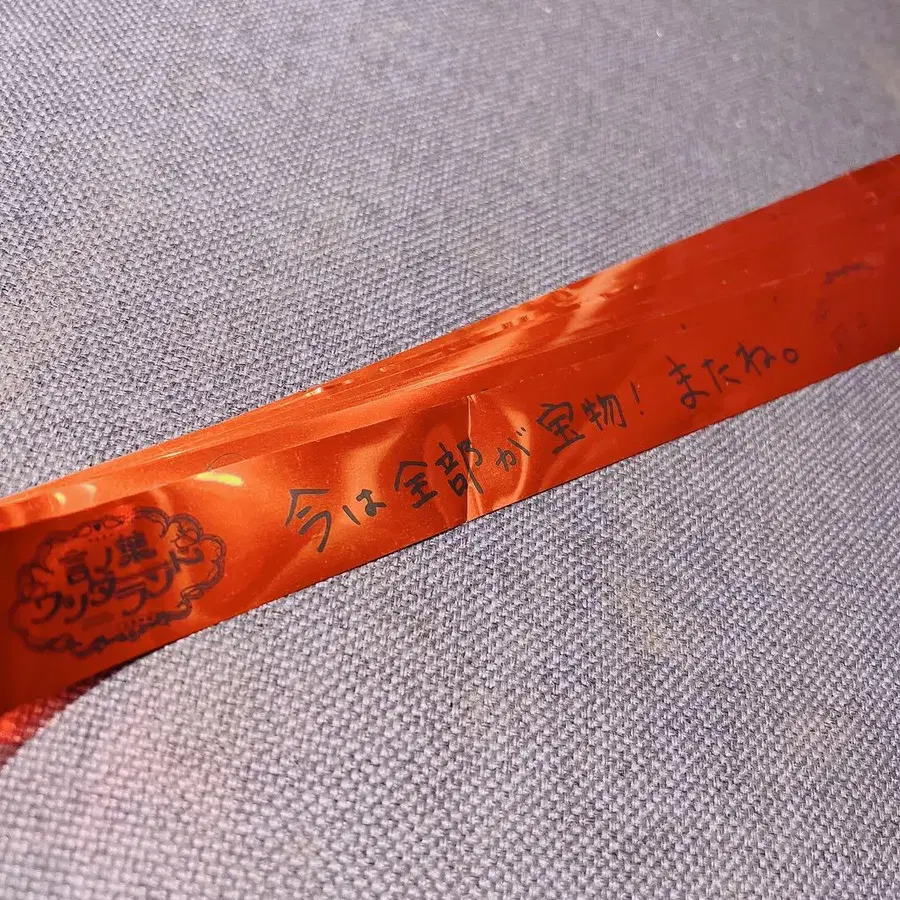 言ノ葉
ワンダーランド
今は全部が宝物！またね。